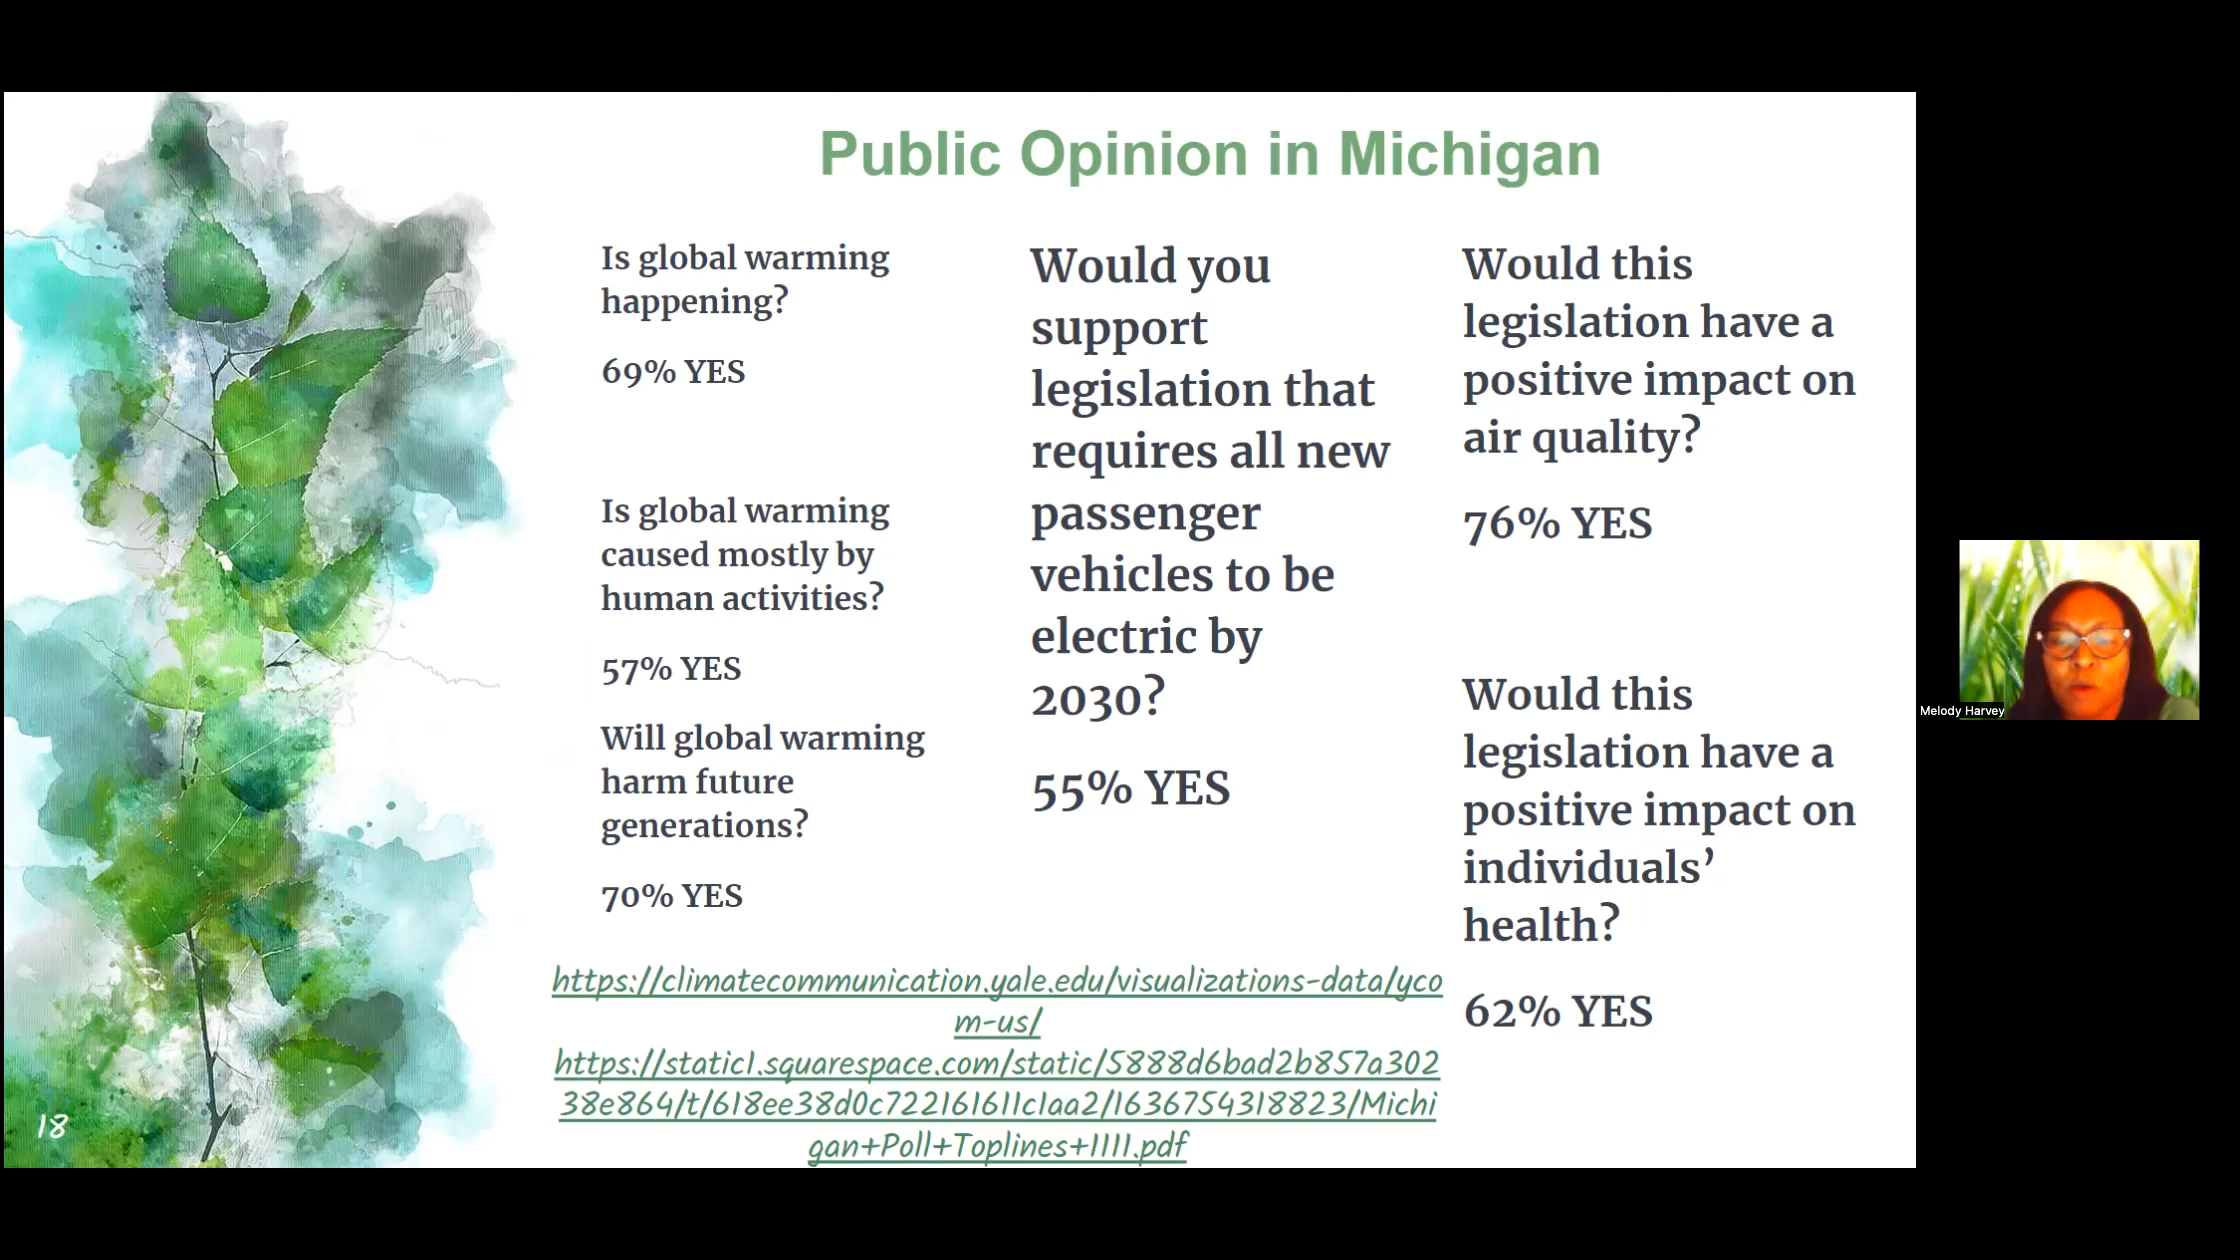 Public Opinion in Michigan
Is global warming
happening?
69% YES
Is global warming
caused mostly by
human activities?
57% YES
Will global warming
harm future
generations?
70% YES
Would you
support
legislation that
requires all new
passenger
vehicles to be
electric by
2030?
55% YES
Would this
legislation have a
positive impact on
air quality?
76% YES
Would this
legislation have a
positive impact on
individuals’
health?
62% YES
https://climatecommunication.yale.edu/visualizations-data/yco
m-us/
https://static1.squarespace.com/static/5888d6bad2b857a302
38e864/t/618ee38d0c722161611c1aa2/1636754318823/Michi
gan+Poll+Toplines+1111.pdf
18
Melody Harvey